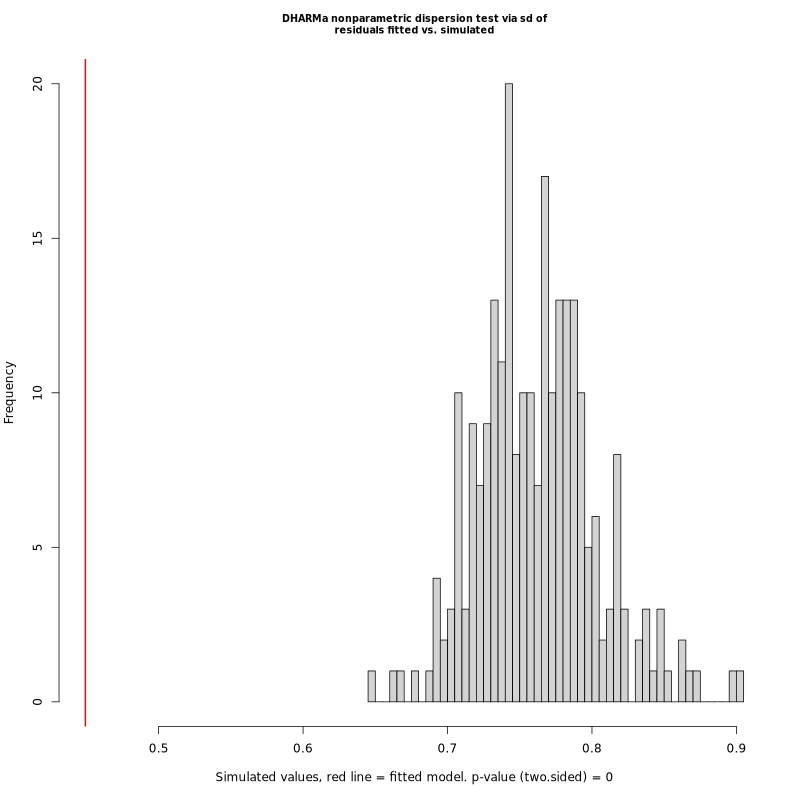 DHARMa nonparametric dispersion test via sd of
residuals fitted vs. simulated
Frequency
20
15
10
5
0
0.5
0.6
0.7
0.8
0.9
Simulated values, red line = fitted model. p-value (two.sided) = 0